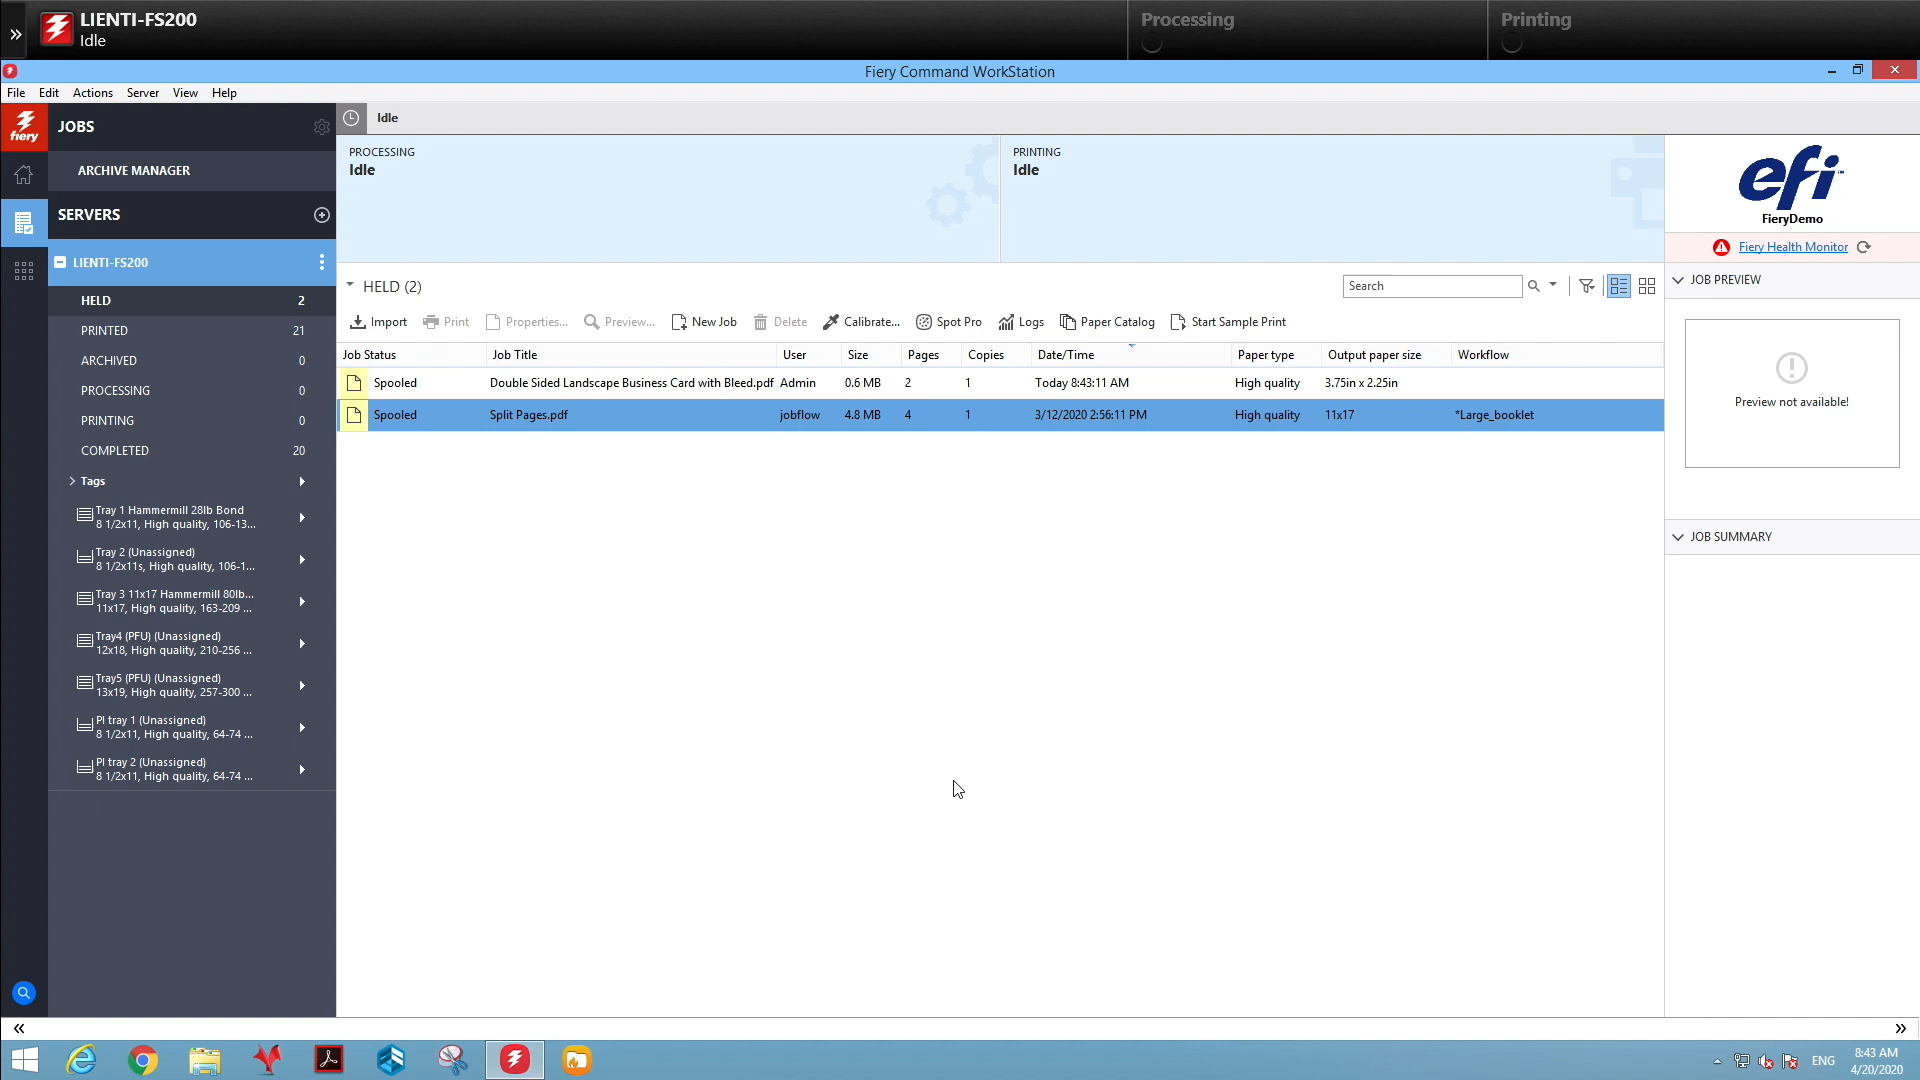 LIENTI-FS200
Idle
Processing
Printing
Fiery Command WorkStation
File Edit Actions Server View Help
fiery
JOBS
ARCHIVE MANAGER
SERVERS
LIENTI-FS200
HELD 2
PRINTED 21
ARCHIVED 0
PROCESSING 0
PRINTING 0
COMPLETED 20
Tags
Tray 1 Hammermill 28lb Bond
8 1/2x11, High quality, 106-13...
Tray 2 (Unassigned)
8 1/2x11s, High quality, 106-1...
Tray 3 11x17 Hammermill 80lb...
11x17, High quality, 163-209 ...
Tray4 (PFU) (Unassigned)
12x18, High quality, 210-256 ...
Tray5 (PFU) (Unassigned)
13x19, High quality, 257-300 ...
PI tray 1 (Unassigned)
8 1/2x11, High quality, 64-74 ...
PI tray 2 (Unassigned)
8 1/2x11, High quality, 64-74 ...
Idle
PROCESSING
Idle
PRINTING
Idle
HELD (2)
Search
Import Print Properties... Preview... New Job Delete Calibrate... Spot Pro Logs Paper Catalog Start Sample Print
Job Status Job Title User Size Pages Copies Date/Time Paper type Output paper size Workflow
Spooled Double Sided Landscape Business Card with Bleed.pdf Admin 0.6 MB 2 1 Today 8:43:11 AM High quality 3.75in x 2.25in
Spooled Split Pages.pdf jobflow 4.8 MB 4 1 3/12/2020 2:56:11 PM High quality 11x17 *Large_booklet
efi™
FieryDemo
Fiery Health Monitor
JOB PREVIEW
Preview not available!
JOB SUMMARY
ENG
8:43 AM
4/20/2020